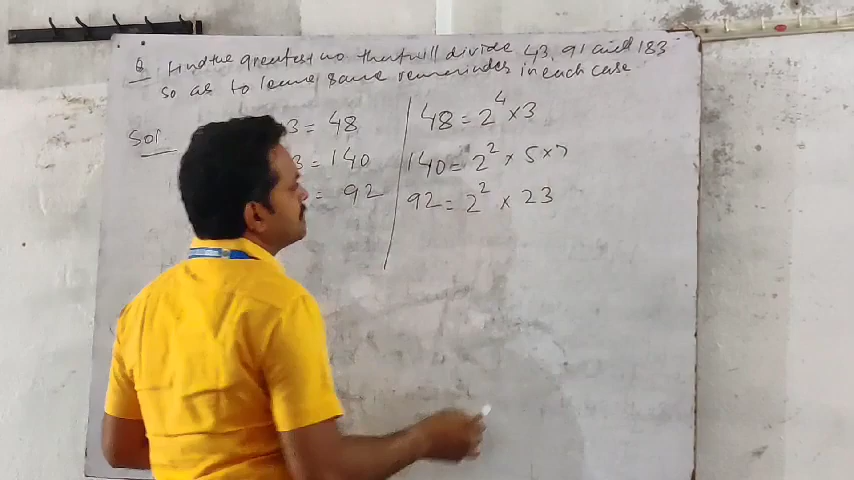 Q Find the greatest no that will divide 43, 91 and 183
so as to leave same remainder in each case
Sol
3 = 48
3 = 140
= 92
48 = 2^4 × 3
140 = 2^2 × 5 × 7
92 = 2^2 × 23